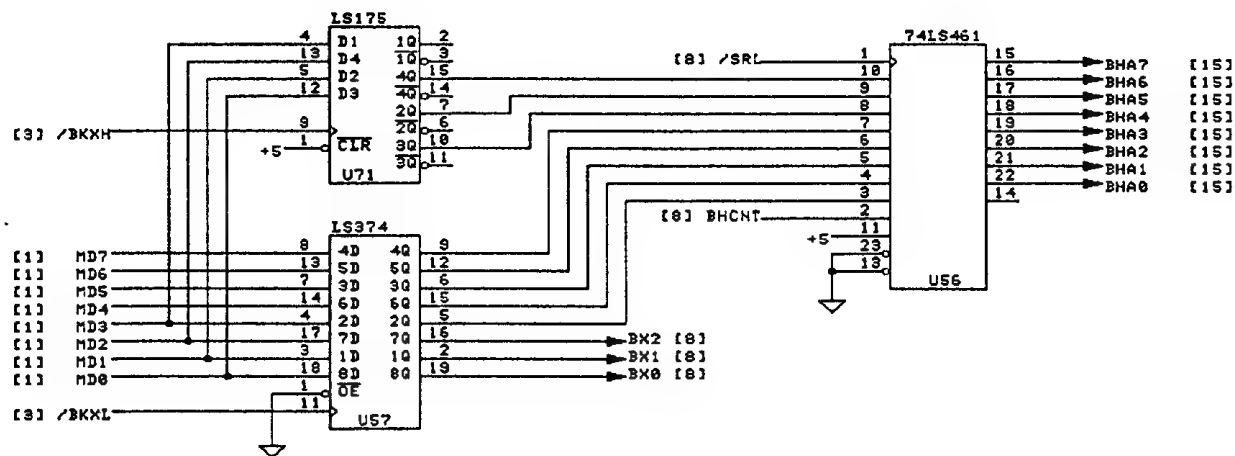 LS175
4 D1 1Q 2
13 D4 1Q 3
5 D2 4Q 15
12 D3 4Q 14
2Q 7
[3] /BKXH 9 2Q 6
+5 1 CLR 3Q 10
3Q 11
U71
74LS461
[8] /SRL 1 15 BHA7 [15]
10 16 BHA6 [15]
9 17 BHA5 [15]
8 18 BHA4 [15]
7 19 BHA3 [15]
6 20 BHA2 [15]
5 21 BHA1 [15]
4 22 BHA0 [15]
3 14
[8] BHCNT 2
+5 11
23
13
U56
LS374
[1] MD7 8 4D 4Q 9
[1] MD6 13 5D 5Q 12
[1] MD5 7 3D 3Q 6
[1] MD4 14 6D 6Q 15
[1] MD3 4 2D 2Q 5
[1] MD2 17 7D 7Q 16 BX2 [8]
[1] MD1 3 1D 1Q 2 BX1 [8]
[1] MD0 18 8D 8Q 19 BX0 [8]
1 OE
[3] /BKXL 11
U57